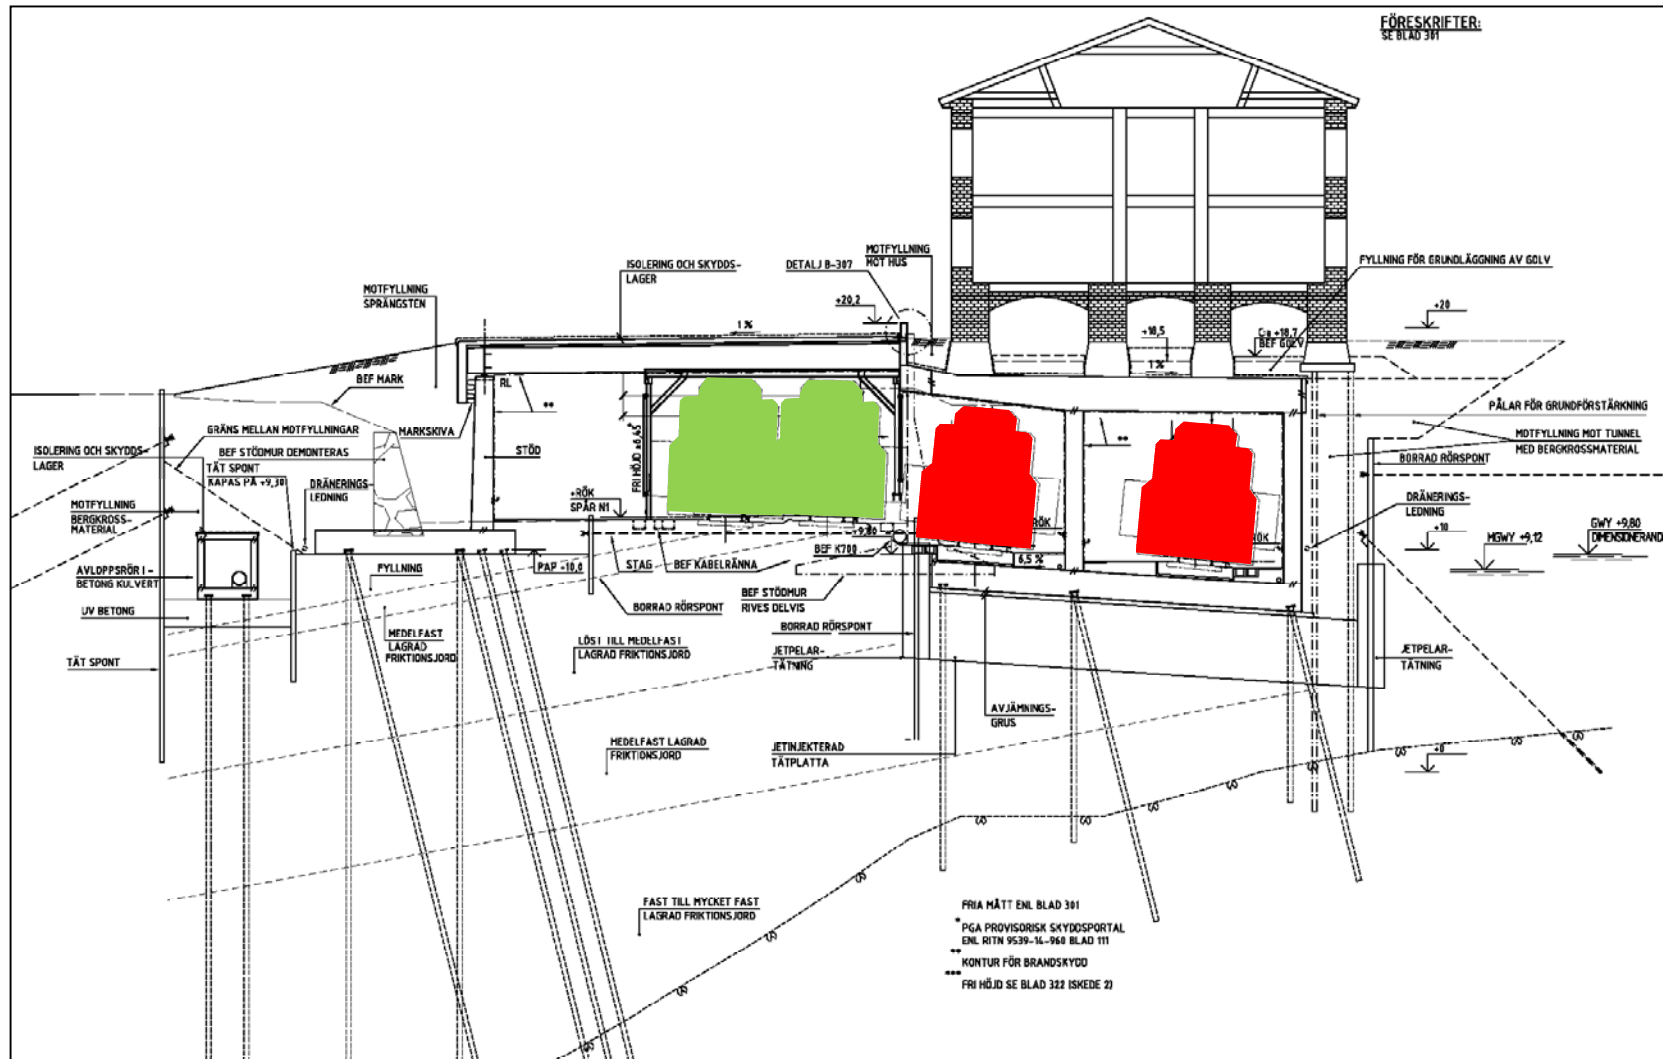 FÖRESKRIFTER:
SE BLAD 301
MOTFYLLNING
MOT HUS
ISOLERING OCH SKYDDS-
LAGER
DETALJ B-307
FYLLNING FÖR GRUNDLÄGGNING AV GOLV
MOTFYLLNING
SPRÄNGSTEN
+20,2
+20
1 %
+18,5
C:a +18,7
BEF GOLV
1 %
BEF MARK
RL
**
PÅLAR FÖR GRUNDFÖRSTÄRKNING
GRÄNS MELLAN MOTFYLLNINGAR
MARKSKIVA
**
MOTFYLLNING MOT TUNNEL
MED BERGKROSSMATERIAL
ISOLERING OCH SKYDDS-
LAGER
BEF STÖDMUR DEMONTERAS
STÖD
FRI HÖJD ≥6,45
BORRAD RÖRSPONT
TÄT SPONT
KAPAS PÅ +9,30
DRÄNERINGS-
LEDNING
+RÖK
SPÅR N1
DRÄNERINGS-
LEDNING
MOTFYLLNING
BERGKROSS-
MATERIAL
RÖK
+10
GWY +9,80
DIMENSIONERAND
+9,80
RÖK
MGWY +9,12
BEF K700
6,5 %
AVLOPPSRÖR I
BETONG KULVERT
FYLLNING
PAP -10,0
STAG
BEF KABELRÄNNA
BEF STÖDMUR
RIVES DELVIS
UV BETONG
BORRAD RÖRSPONT
MEDELFAST
LAGRAD
FRIKTIONSJORD
LÖST TILL MEDELFAST
LAGRAD FRIKTIONSJORD
BORRAD RÖRSPONT
TÄT SPONT
JETPELAR-
TÄTNING
JETPELAR-
TÄTNING
AVJÄMNINGS-
GRUS
MEDELFAST LAGRAD
FRIKTIONSJORD
JETINJEKTERAD
TÄTPLATTA
+0
FAST TILL MYCKET FAST
LAGRAD FRIKTIONSJORD
FRIA MÅTT ENL BLAD 301
* PGA PROVISORISK SKYDDSPORTAL
ENL RITN 9539-14-960 BLAD 111
** KONTUR FÖR BRANDSKYDD
*** FRI HÖJD SE BLAD 322 (SKEDE 2)